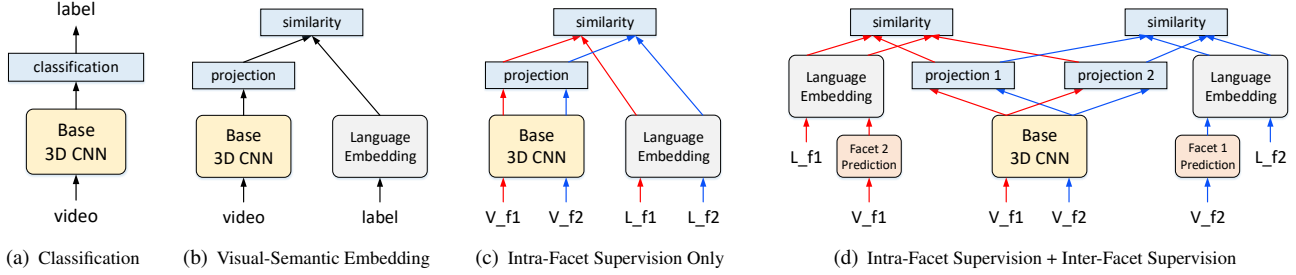 label
classification
Base
3D CNN
video
(a) Classification
similarity
projection
Base
3D CNN
Language
Embedding
video
label
(b) Visual-Semantic Embedding
similarity
projection
Base
3D CNN
Language
Embedding
V_f1
V_f2
L_f1
L_f2
(c) Intra-Facet Supervision Only
similarity
similarity
Language
Embedding
projection 1
projection 2
Language
Embedding
L_f1
Facet 2
Prediction
Base
3D CNN
Facet 1
Prediction
L_f2
V_f1
V_f1
V_f2
V_f2
(d) Intra-Facet Supervision + Inter-Facet Supervision